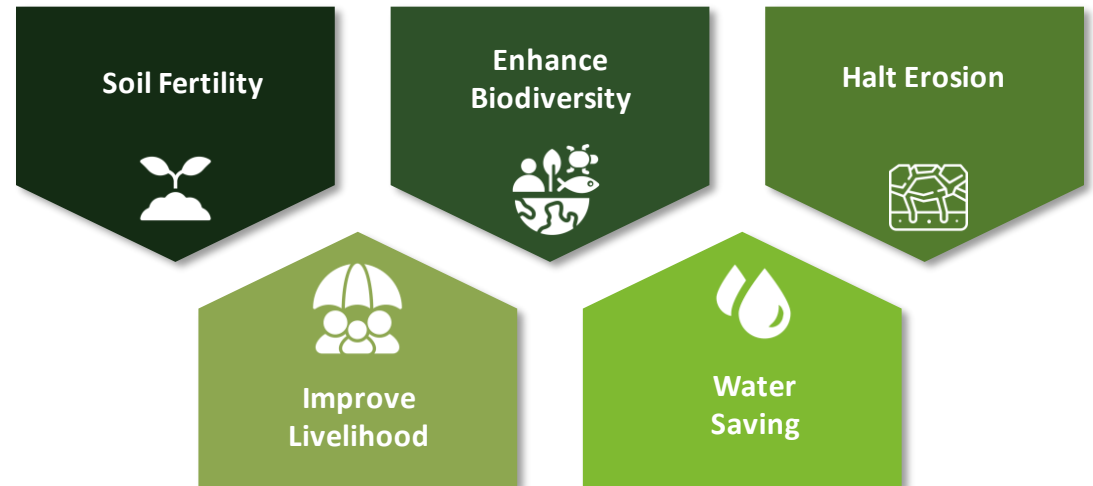 Soil Fertility
Enhance
Biodiversity
Halt Erosion
Improve
Livelihood
Water
Saving